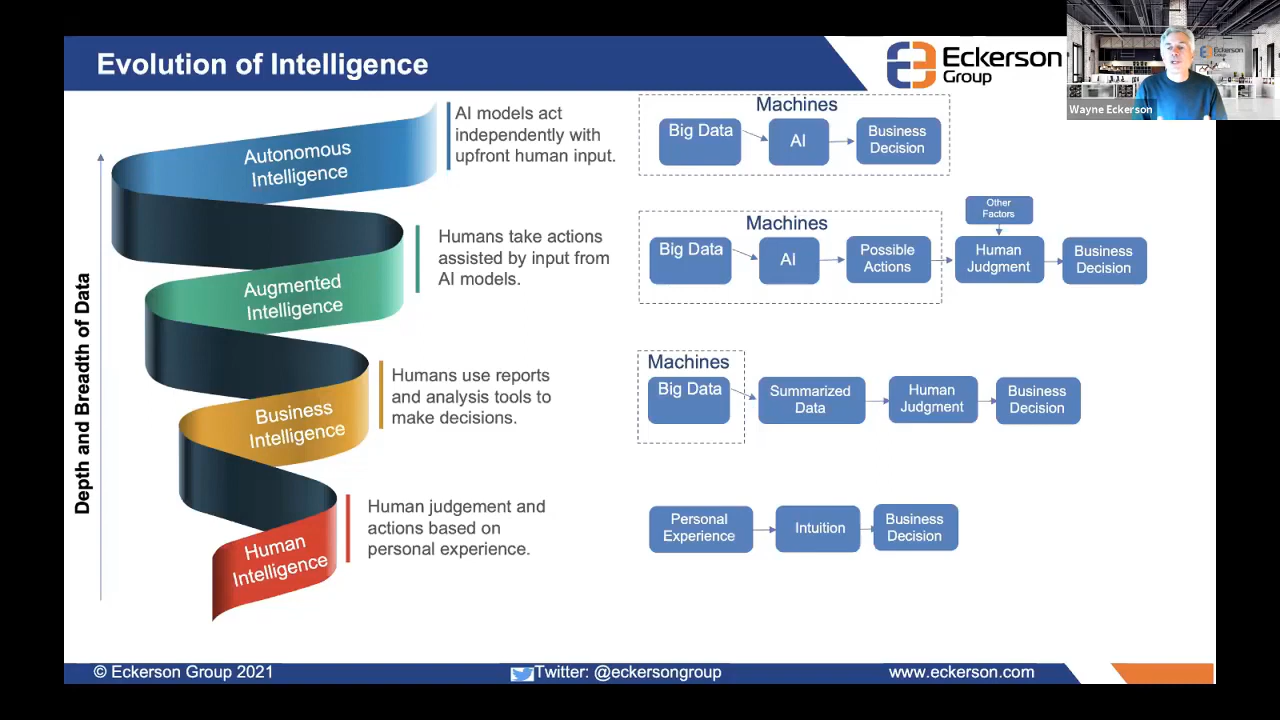 Evolution of Intelligence
Eckerson
Group
Eckerson
Group
Wayne Eckerson
Depth and Breadth of Data
Autonomous
Intelligence
AI models act
independently with
upfront human input.
Machines
Big Data
AI
Business
Decision
Augmented
Intelligence
Humans take actions
assisted by input from
AI models.
Machines
Big Data
AI
Possible
Actions
Other
Factors
Human
Judgment
Business
Decision
Business
Intelligence
Humans use reports
and analysis tools to
make decisions.
Machines
Big Data
Summarized
Data
Human
Judgment
Business
Decision
Human
Intelligence
Human judgement and
actions based on
personal experience.
Personal
Experience
Intuition
Business
Decision
© Eckerson Group 2021
Twitter: @eckersongroup
www.eckerson.com